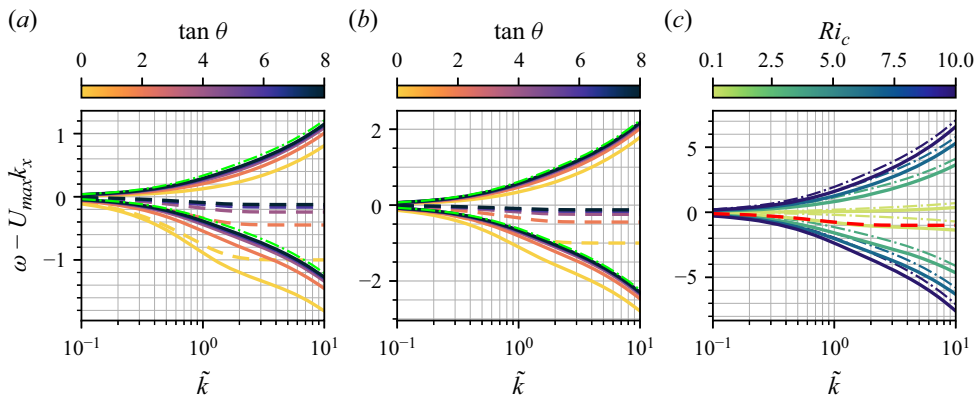 (a) tan θ (b) tan θ (c) Ri_c
0 2 4 6 8 0 2 4 6 8 0.1 2.5 5.0 7.5 10.0
ω − U_max k_x
1
0
−1
2
0
−2
5
0
−5
10^−1 10^0 10^1 10^−1 10^0 10^1 10^−1 10^0 10^1
k̃ k̃ k̃